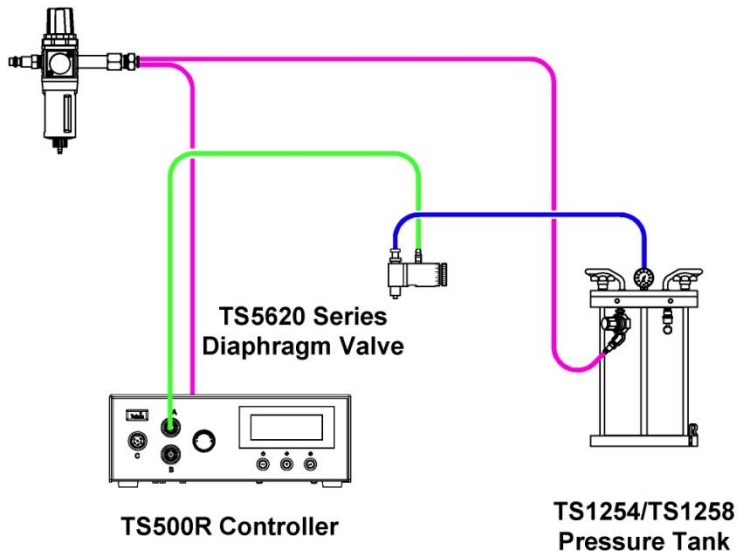 TS5620 Series
Diaphragm Valve
A
C
B
TS500R Controller
TS1254/TS1258
Pressure Tank